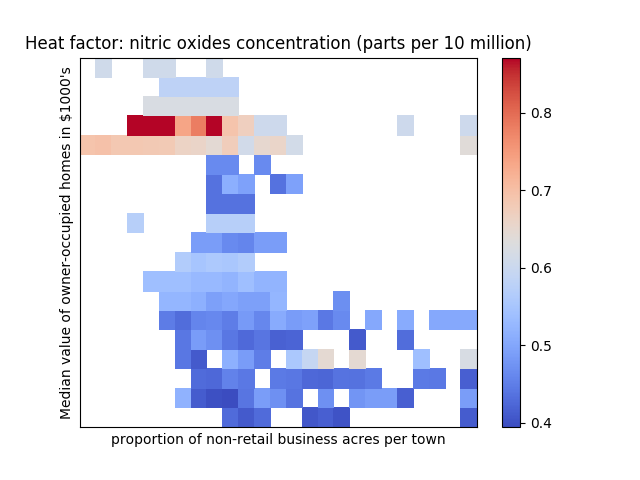 Heat factor: nitric oxides concentration (parts per 10 million)
Median value of owner-occupied homes in $1000's
proportion of non-retail business acres per town
0.8
0.7
0.6
0.5
0.4